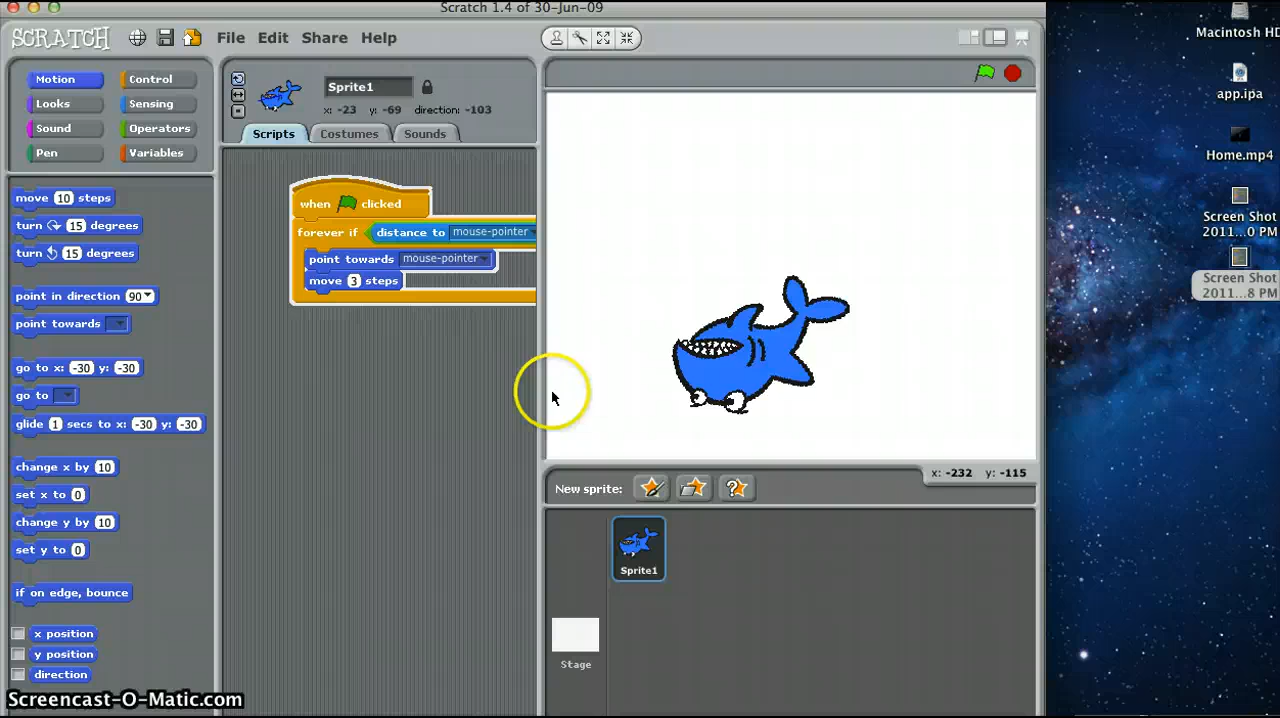 Scratch 1.4 of 30-Jun-09
SCRATCH
File Edit Share Help
Motion Control
Looks Sensing
Sound Operators
Pen Variables
Sprite1
x: -23 y: -69 direction: -103
Scripts Costumes Sounds
move 10 steps
turn 15 degrees
turn 15 degrees
point in direction 90
point towards
go to x: -30 y: -30
go to
glide 1 secs to x: -30 y: -30
change x by 10
set x to 0
change y by 10
set y to 0
if on edge, bounce
x position
y position
direction
when clicked
forever if distance to mouse-pointer
point towards mouse-pointer
move 3 steps
x: -232 y: -115
New sprite:
Sprite1
Stage
Macintosh HD
app.ipa
Home.mp4
Screen Shot
2011...0 PM
Screen Shot
2011...8 PM
Screencast-O-Matic.com